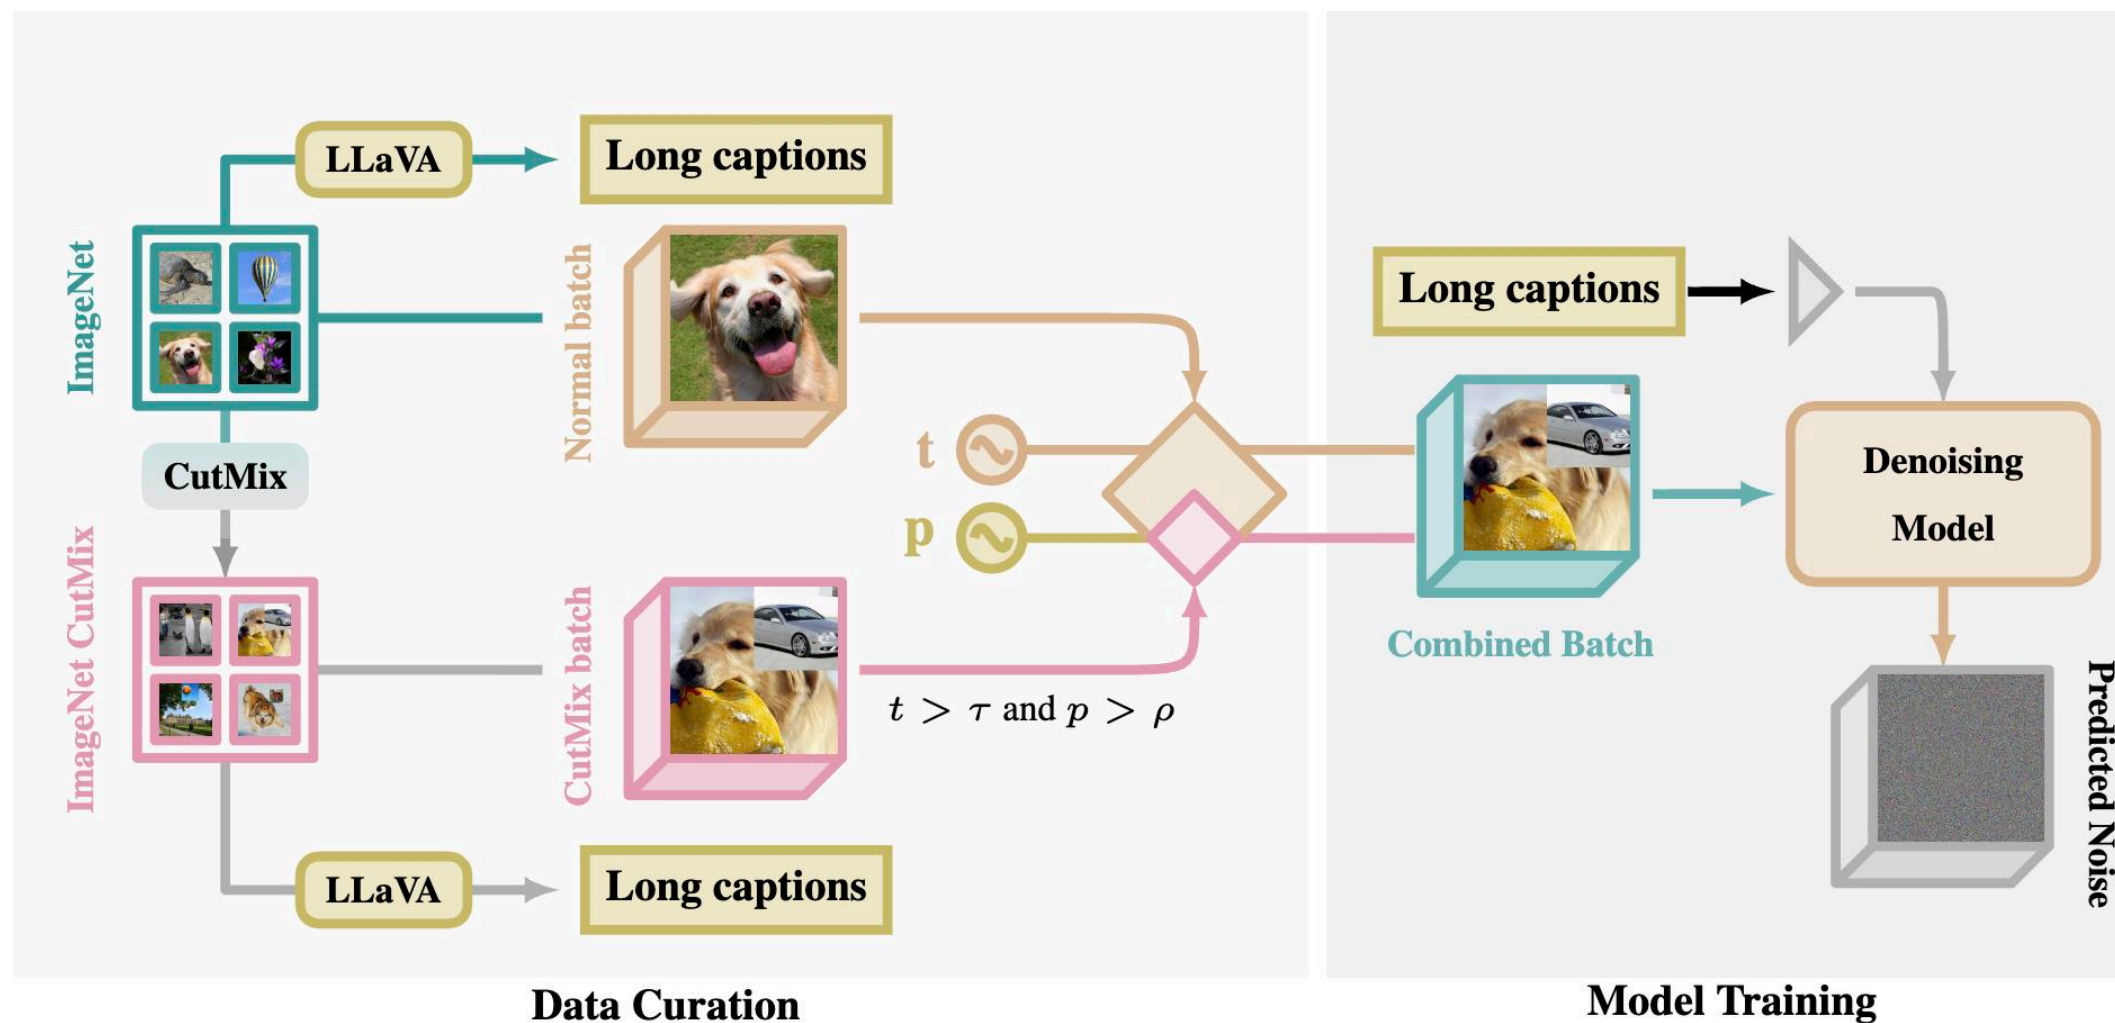 LLaVA
Long captions
ImageNet
Normal batch
CutMix
t
p
ImageNet CutMix
CutMix batch
t > τ and p > ρ
LLaVA
Long captions
Data Curation
Long captions
Denoising
Model
Combined Batch
Predicted Noise
Model Training